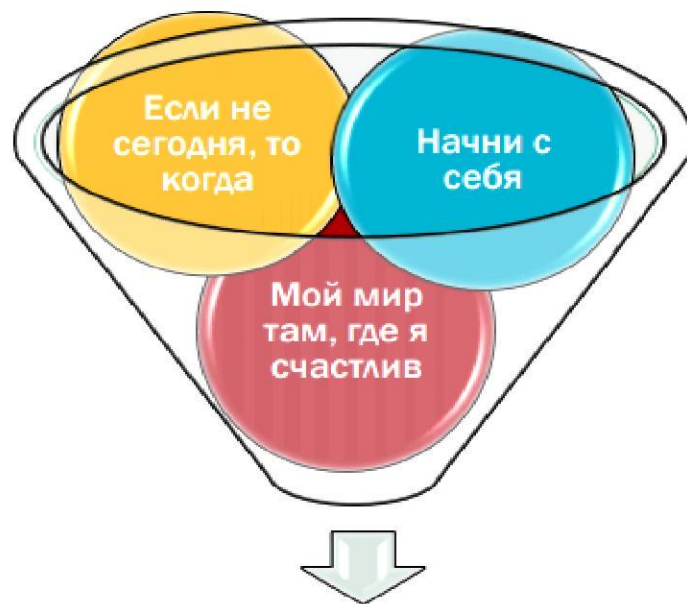 Если не
сегодня, то
когда
Начни с
себя
Мой мир
там, где я
счастлив